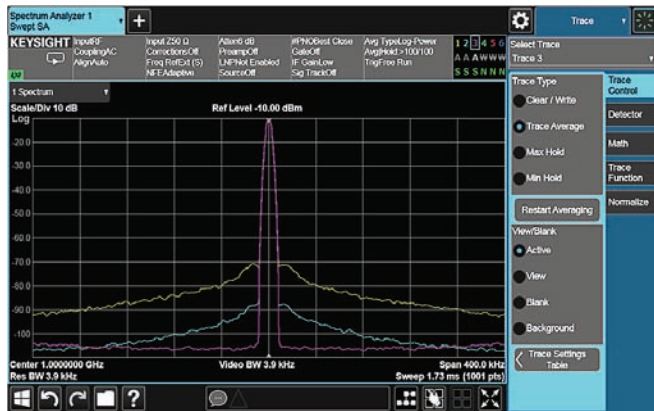 Spectrum Analyzer 1
Swept SA
+
Trace
KEYSIGHT
Input RF
Coupling AC
Align Auto
Input Z 50 Ω
Corrections Off
Freq Ref Ext (S)
NFE Adaptive
Atten 6 dB
Preamp Off
LNP Not Enabled
Source Off
#PNO Best Close
Gate Off
IF Gain Low
Sig Track Off
Avg Type Log-Power
Avg|Hold >100/100
Trig Free Run
1 2 3 4 5 6
A A A W W W
S S S N N N
Select Trace
Trace 3
1 Spectrum
Scale/Div 10 dB
Ref Level -10.00 dBm
Log
-20.0
-30.0
-40.0
-50.0
-60.0
-70.0
-80.0
-90.0
-100
Center 1.0000000 GHz
Video BW 3.9 kHz
Span 400.0 kHz
Res BW 3.9 kHz
Sweep 1.73 ms (1001 pts)
Trace Type
Clear / Write
Trace Average
Max Hold
Min Hold
Restart Averaging
View/Blank
Active
View
Blank
Background
Trace Settings
Table
Trace
Control
Detector
Math
Trace
Function
Normalize
?